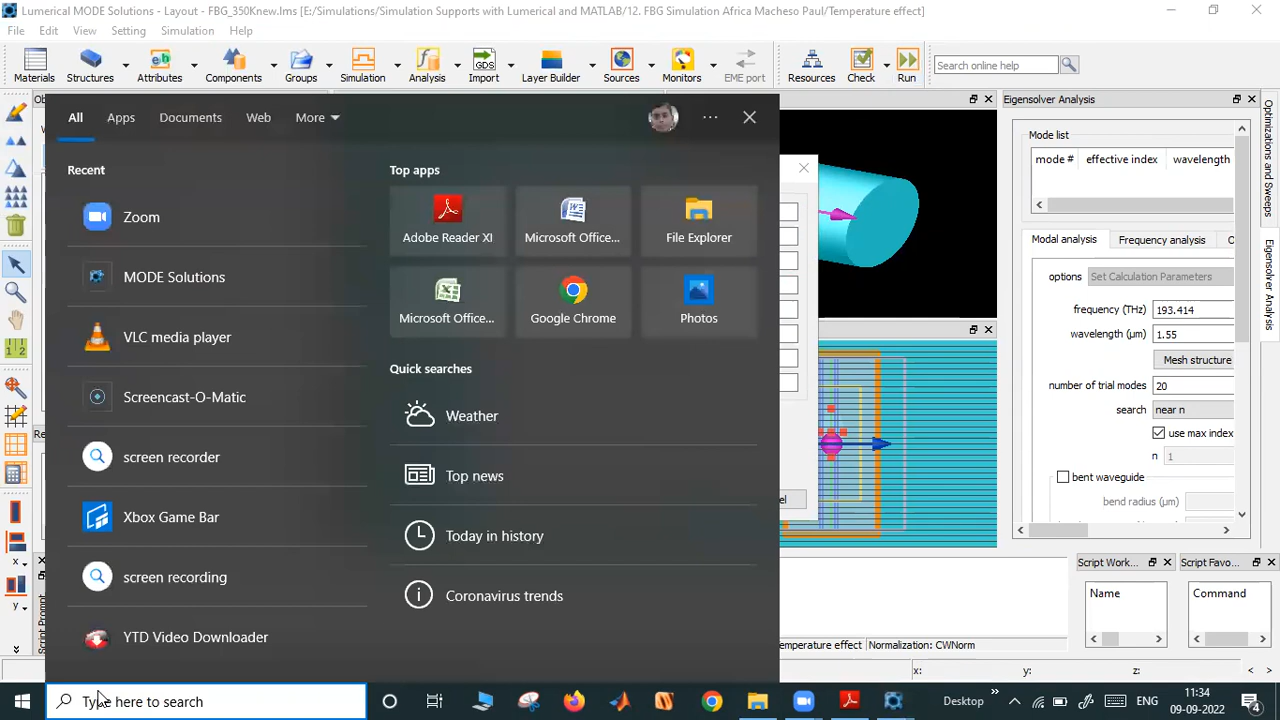 Lumerical MODE Solutions - Layout - FBG_350Knew.lms [E:/Simulations/Simulation Supports with Lumerical and MATLAB/12. FBG Simulation Africa Macheso Paul/Temperature effect]
File Edit View Setting Simulation Help
Materials Structures Attributes Components Groups Simulation Analysis Import Layer Builder Sources Monitors EME port Resources Check Run Search online help
All Apps Documents Web More
Eigensolver Analysis
Mode list
mode # effective index wavelength
Recent
Top apps
Zoom
MODE Solutions
VLC media player
Screencast-O-Matic
screen recorder
Xbox Game Bar
screen recording
YTD Video Downloader
Adobe Reader XI Microsoft Office... File Explorer
Microsoft Office... Google Chrome Photos
Quick searches
Weather
Top news
Today in history
Coronavirus trends
Modal analysis Frequency analysis
options Set Calculation Parameters
frequency (THz) 193.414
wavelength (µm) 1.55
Mesh structure
number of trial modes 20
search near n
use max index
n 1
bent waveguide
bend radius (µm)
Optimizations and Sweeps
Eigensolver Analysis
Script Work... Script Favo...
Name Command
Temperature effect Normalization: CWNorm
x: y: z:
Type here to search
Desktop ENG 11:34
09-09-2022 4